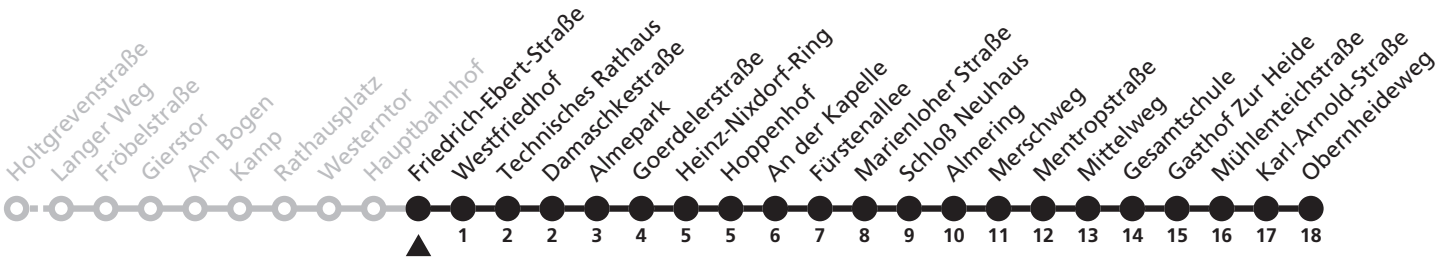 Holtgrevenstraße
Langer Weg
Fröbelstraße
Gierstor
Am Bogen
Kamp
Rathausplatz
Westerntor
Hauptbahnhof
Friedrich-Ebert-Straße
Westfriedhof
Technisches Rathaus
Damaschkestraße
Almepark
Goerdelerstraße
Heinz-Nixdorf-Ring
Hoppenhof
An der Kapelle
Fürstenallee
Marienloher Straße
Schloß Neuhaus
Almering
Merschweg
Mentropstraße
Mittelweg
Gesamtschule
Gasthof Zur Heide
Mühlenteichstraße
Karl-Arnold-Straße
Obernheideweg
1 2 2 3 4 5 5 6 7 8 9 10 11 12 13 14 15 16 17 18